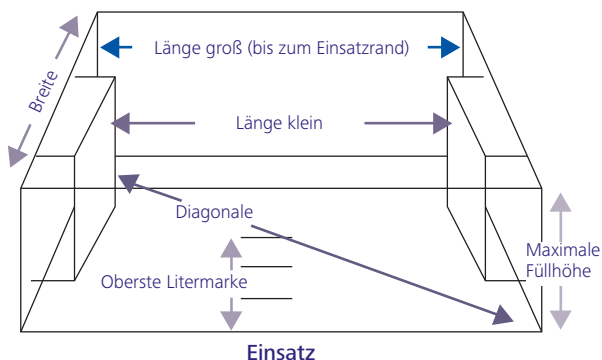 Länge groß (bis zum Einsatzrand)
Breite
Länge klein
Diagonale
Maximale
Füllhöhe
Oberste Litermarke
Einsatz